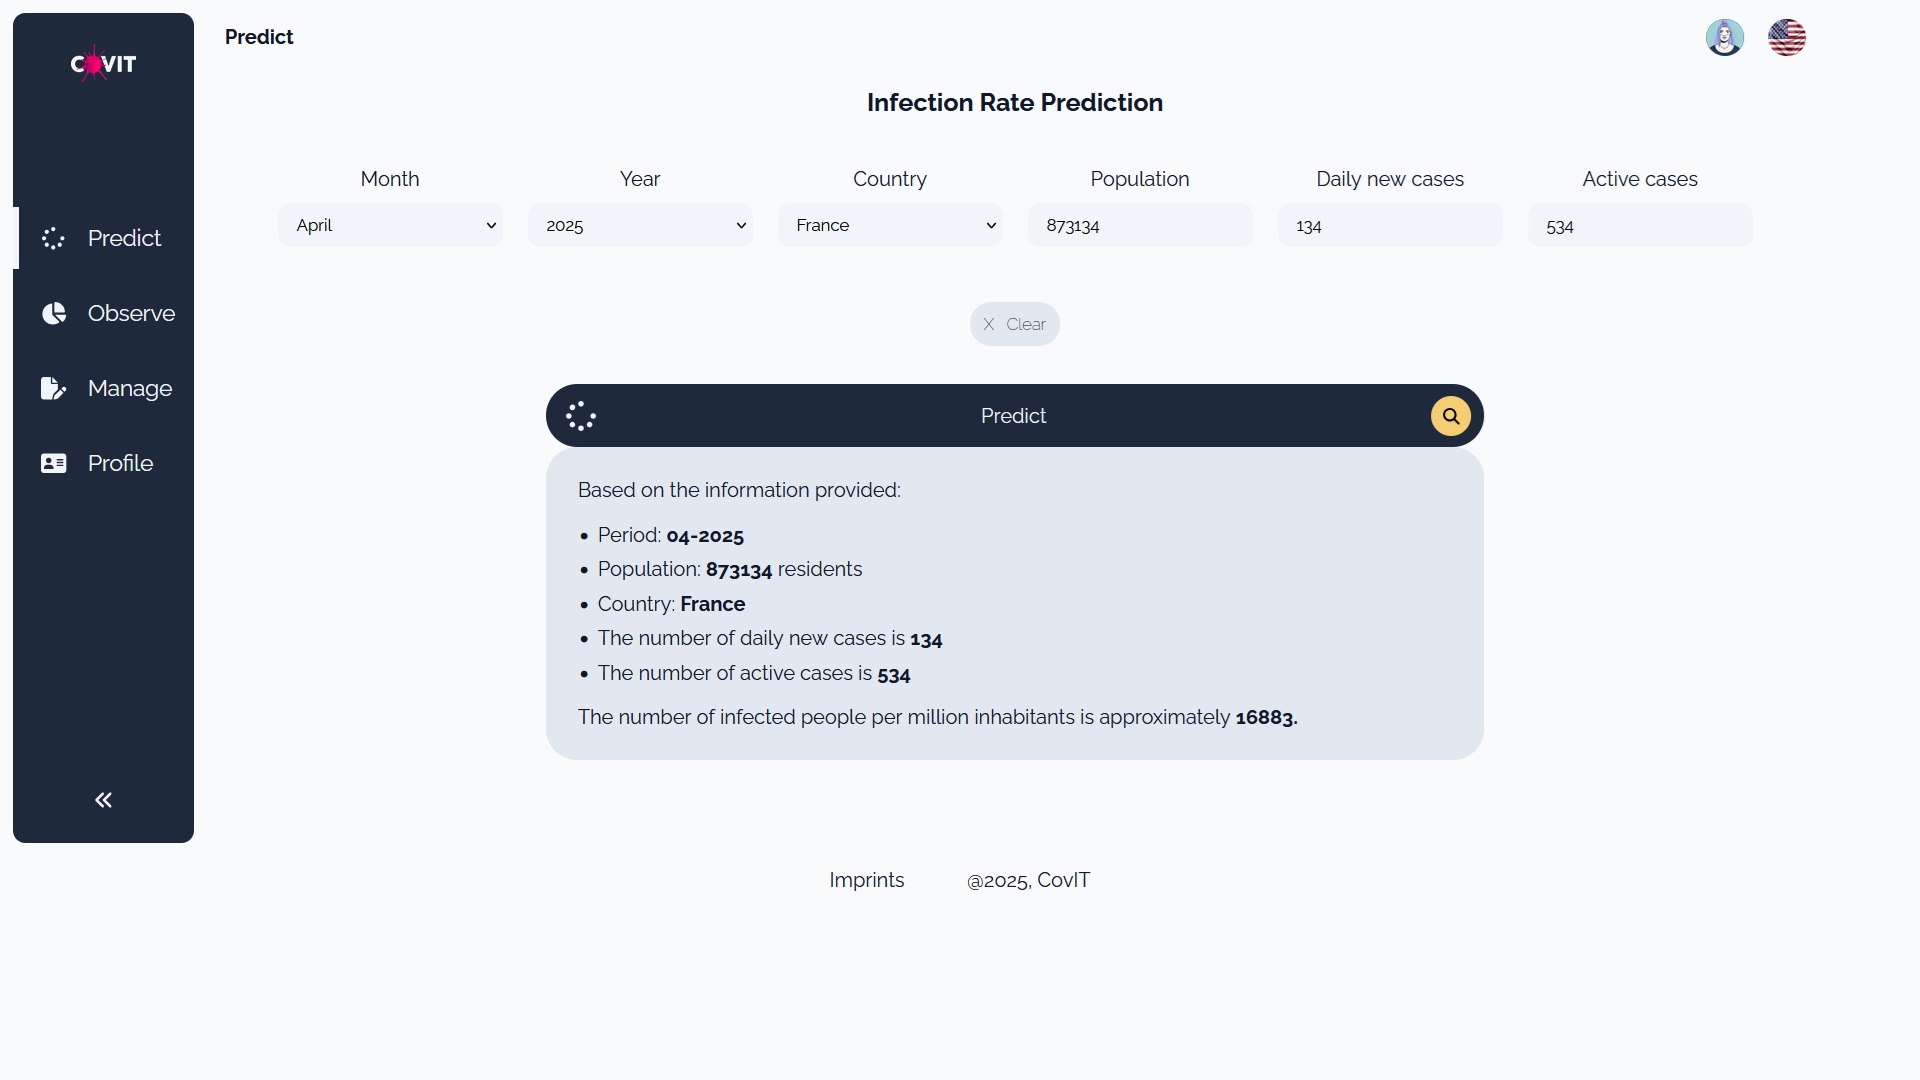 COVIT
Predict
Infection Rate Prediction
Month
Year
Country
Population
Daily new cases
Active cases
April
2025
France
873134
134
534
Predict
Observe
Manage
Profile
X Clear
Predict
Based on the information provided:
• Period: 04-2025
• Population: 873134 residents
• Country: France
• The number of daily new cases is 134
• The number of active cases is 534
The number of infected people per million inhabitants is approximately 16883.
Imprints
@2025, CovIT